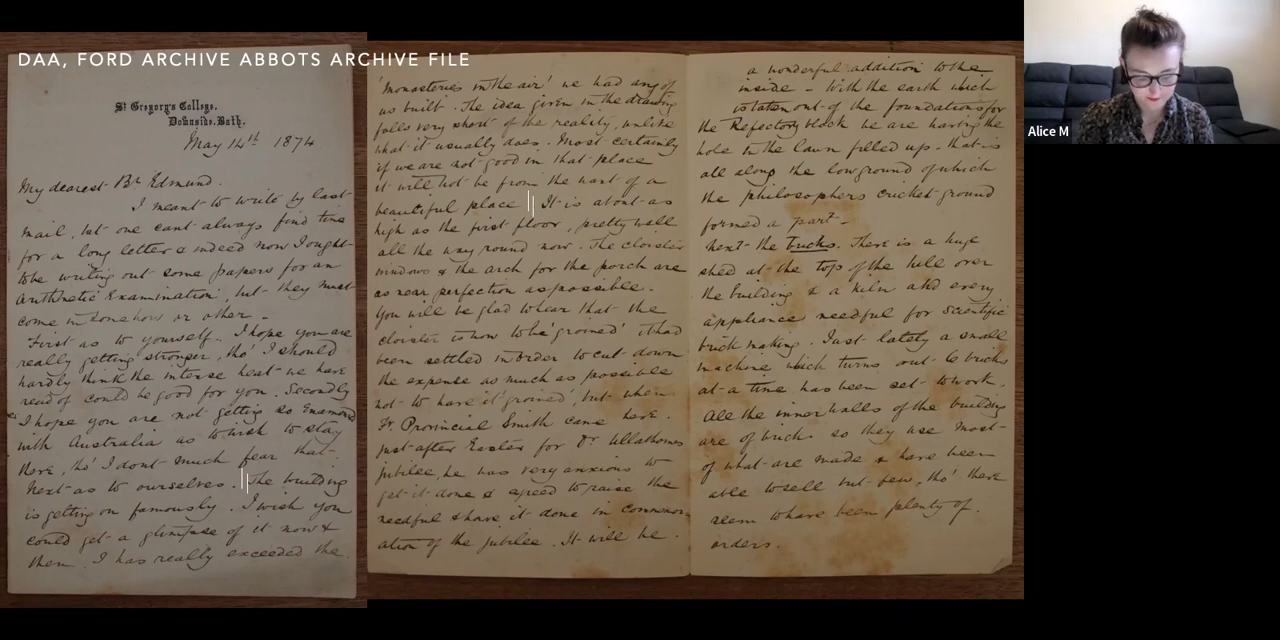 DAA, FORD ARCHIVE ABBOTS ARCHIVE FILE
St Gregory's College,
Downside, Bath.
May 14th 1874
My dearest Br Edmund.
I meant to write by last
mail, but one cant always find time
for a long letter & indeed now I ought
to be writing out some papers for an
Arithmetic Examination, but they must
come in somehow or other -
First as to yourself. I hope you are
really getting stronger, tho' I should
hardly think the intense heat we have
read of could be good for you. Secondly
I hope you are not getting so enamored
with Australia as to wish to stay
there, tho' I dont much fear that.
Next as to ourselves. The building
is getting on famously. I wish you
could get a glimpse of it now &
then. I has really exceeded the
'monasteries in the air' we had any of
us built. The idea given in the drawing
falls very short of the reality, unlike
what it usually does. Most certainly
if we are not good in that place
it will not be from the want of a
beautiful place It is about as
high as the first floor, pretty well
all the way round now. The cloister
windows & the arch for the porch are
as near perfection as possible.
You will be glad to hear that the
cloister is now to be 'groined' it had
been settled in order to cut down
the expense as much as possible
not to have it 'groined', but when
Fr. Provincial Smith came here.
just after Easter for Dr. Ullathornes
jubilee, he was very anxious to
get it done & agreed to raise the
needful & have it done in commemor-
ation of the jubilee. It will be
a wonderful addition to the
inside - With the earth which
is taken out of the foundations for
the Refectory block we are having the
hole in the lawn filled up - that is
all along the low ground of which
the philosophers cricket ground
formed a part -
Next the bricks. There is a huge
shed at the top of the hill over
the building & a kiln and every
appliance needful for scientific
brick making. Just lately a small
machine which turns out 6 bricks
at a time has been set to work.
All the inner walls of the building
are of brick so they use most
of what are made & have been
able to sell but few, tho' there
seem to have been plenty of
orders.
Alice M